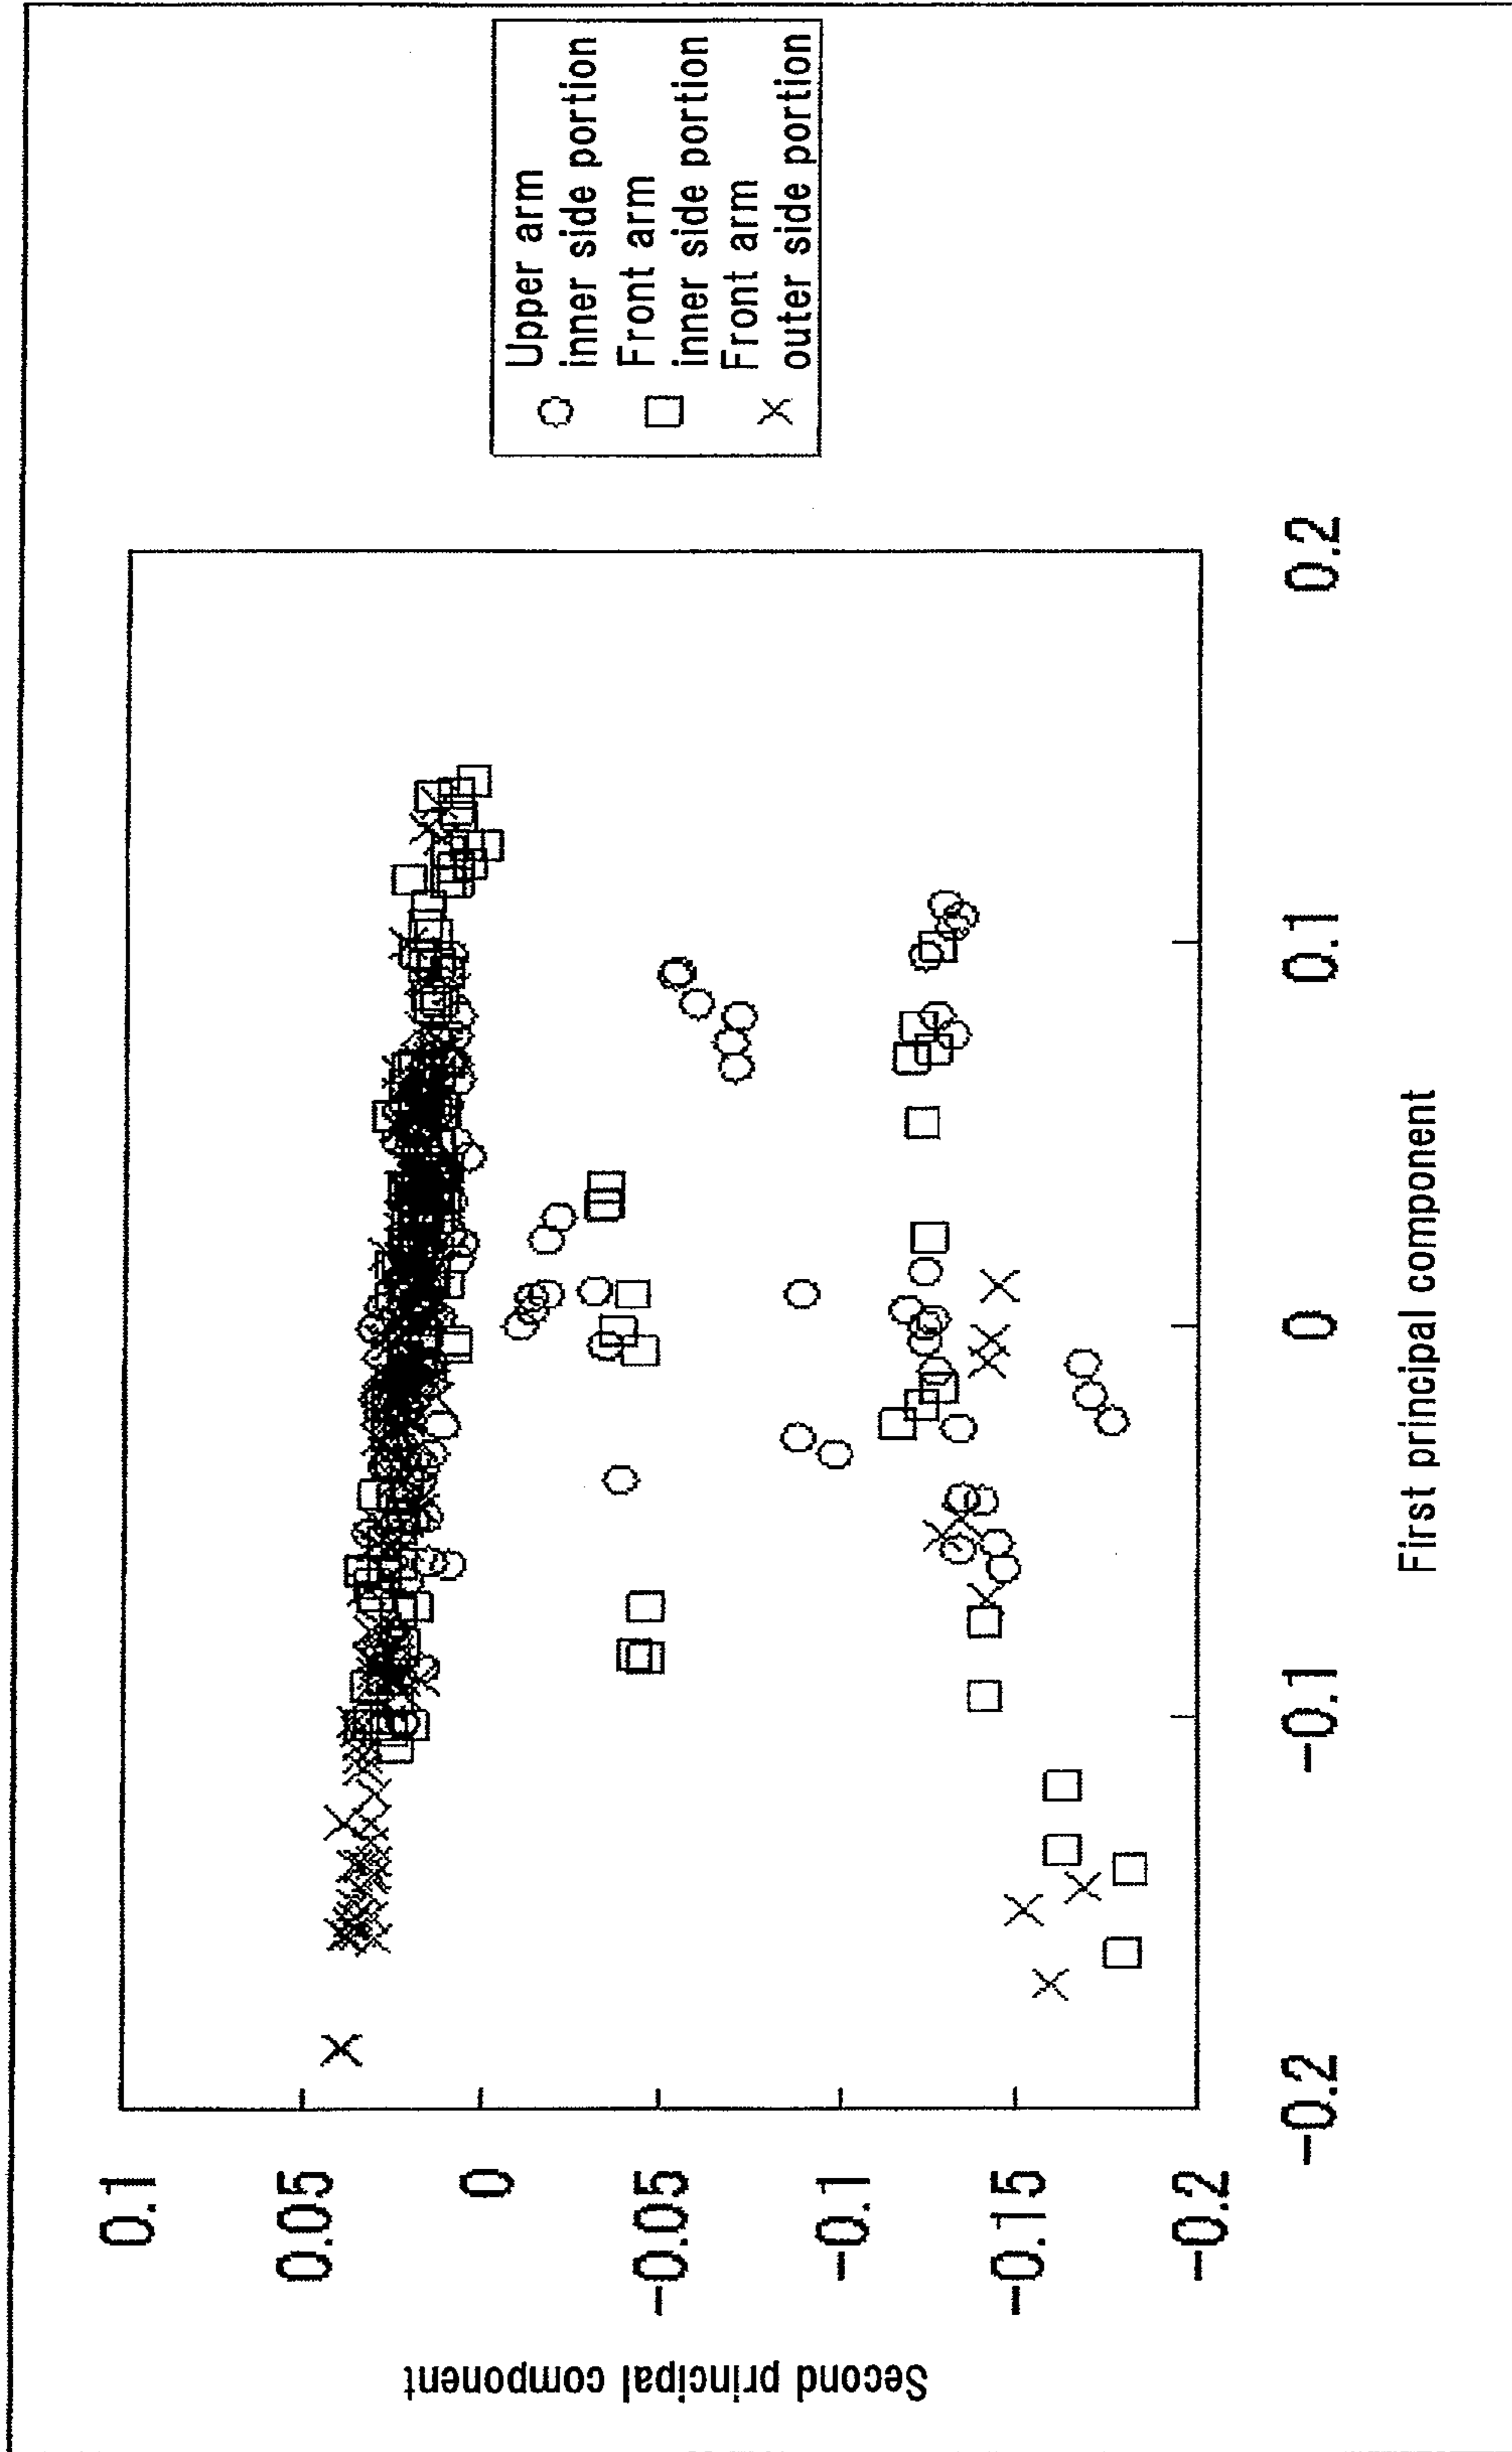 Second principal component
0.1
0.05
0
-0.05
-0.1
-0.15
-0.2
-0.2
-0.1
0
0.1
0.2
First principal component
Upper arm
inner side portion
Front arm
inner side portion
Front arm
outer side portion